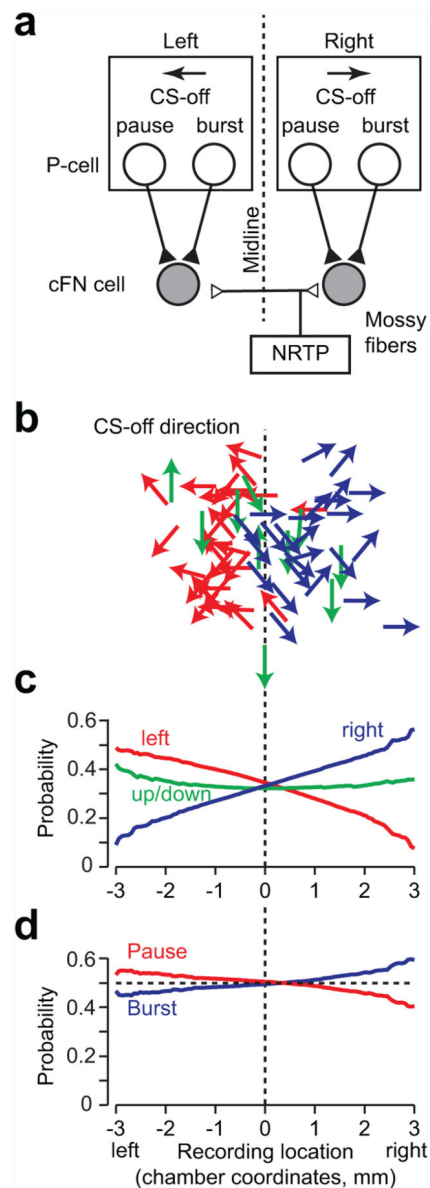 a
Left Right
CS-off CS-off
pause burst pause burst
P-cell
Midline
cFN cell
Mossy
fibers
NRTP
b
CS-off direction
c
0.6
left right
0.4
up/down
0.2
0
Probability
-3 -2 -1 0 1 2 3
d
0.6
Pause
Burst
0.4
0.2
0
Probability
-3 -2 -1 0 1 2 3
left Recording location right
(chamber coordinates, mm)